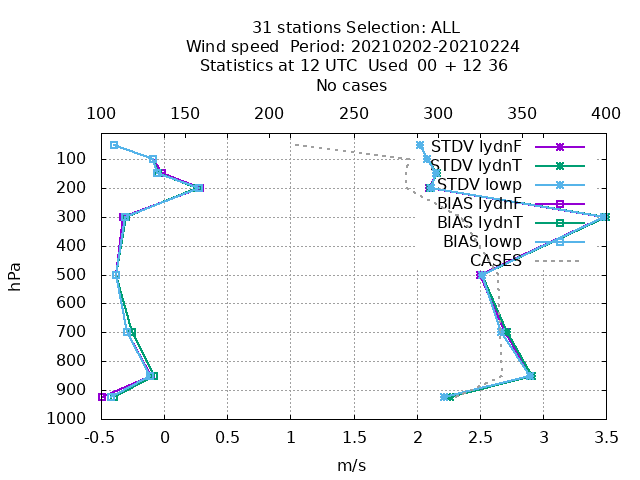 31 stations Selection: ALL
Wind speed  Period: 20210202-20210224
Statistics at 12 UTC  Used  00 + 12 36
No cases
100 150 200 250 300 350 400
STDV lydnF
STDV lydnT
STDV lowp
BIAS lydnF
BIAS lydnT
BIAS lowp
CASES
hPa
100
200
300
400
500
600
700
800
900
1000
-0.5 0 0.5 1 1.5 2 2.5 3 3.5
m/s